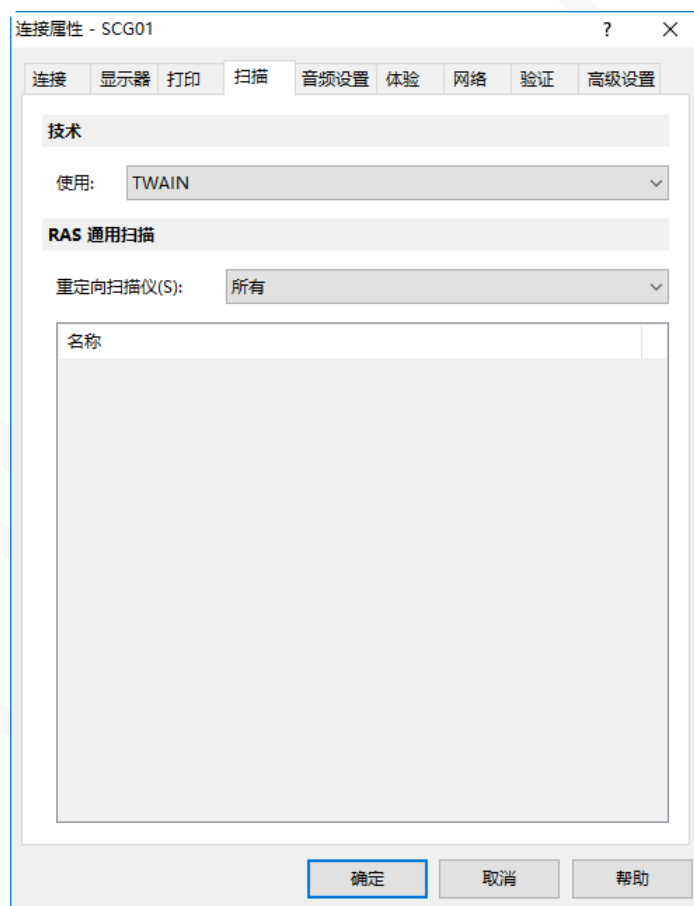 连接属性 - SCG01
连接 显示器 打印 扫描 音频设置 体验 网络 验证 高级设置
技术
使用: TWAIN
RAS 通用扫描
重定向扫描仪(S): 所有
名称
确定 取消 帮助